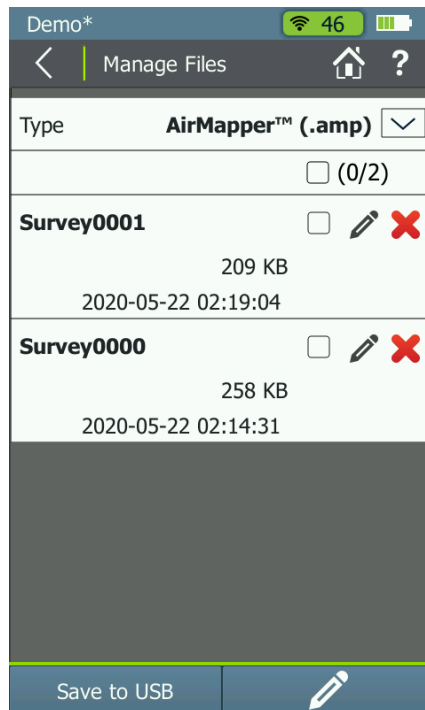 Demo*
46
Manage Files
?
Type AirMapper™ (.amp)
(0/2)
Survey0001
209 KB
2020-05-22 02:19:04
Survey0000
258 KB
2020-05-22 02:14:31
Save to USB